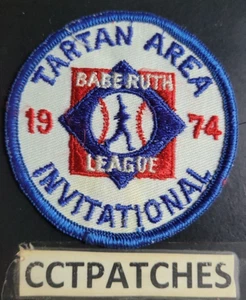 TARTAN AREA
BABE RUTH
19 74
LEAGUE
INVITATIONAL
CCTPATCHES